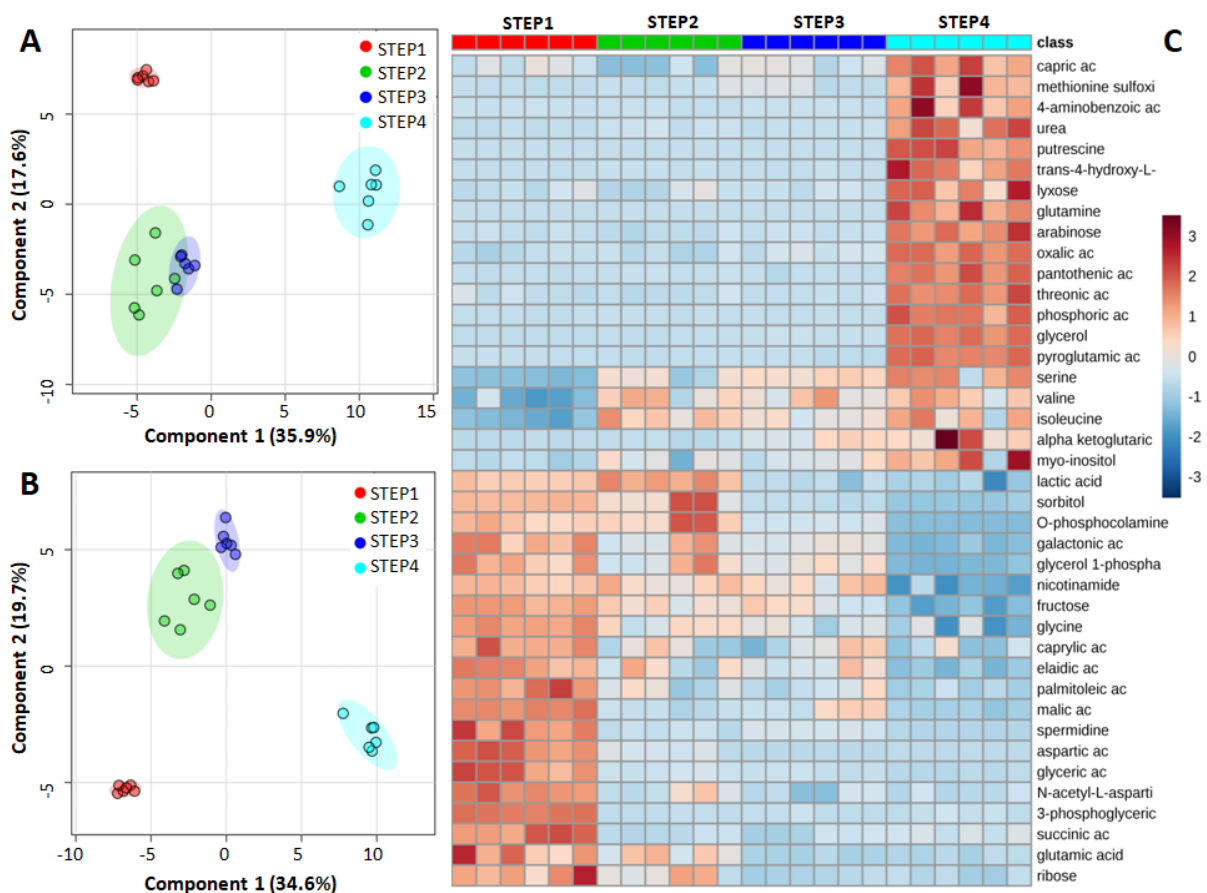 A
STEP1
STEP2
STEP3
STEP4
5
0
-5
-10
-5
0
5
10
15
Component 2 (17.6%)
Component 1 (35.9%)
B
STEP1
STEP2
STEP3
STEP4
5
0
-5
-10
-5
0
5
10
Component 2 (19.7%)
Component 1 (34.6%)
STEP1 STEP2 STEP3 STEP4
C
class
capric ac
methionine sulfoxi
4-aminobenzoic ac
urea
putrescine
trans-4-hydroxy-L-
lyxose
glutamine
arabinose
oxalic ac
pantothenic ac
threonic ac
phosphoric ac
glycerol
pyroglutamic ac
serine
valine
isoleucine
alpha ketoglutaric
myo-inositol
lactic acid
sorbitol
O-phosphocolamine
galactonic ac
glycerol 1-phospha
nicotinamide
fructose
glycine
caprylic ac
elaidic ac
palmitoleic ac
malic ac
spermidine
aspartic ac
glyceric ac
N-acetyl-L-asparti
3-phosphoglyceric
succinic ac
glutamic acid
ribose
3
2
1
0
-1
-2
-3